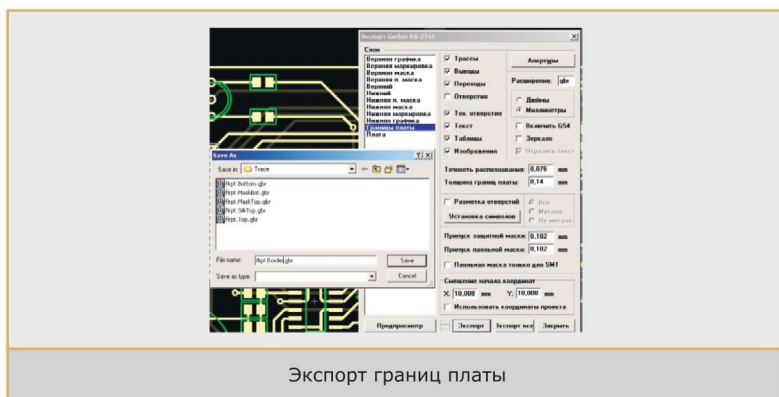 Экспорт Gerber RS-274X
Слои
Верхняя графика
Верхняя маркировка
Верхняя маска
Верхняя п. маска
Верхний
Нижний
Нижняя п. маска
Нижняя маска
Нижняя маркировка
Нижняя графика
Границы платы
Плата
Трассы
Выводы
Переходы
Отверстия
Тов. отверстия
Текст
Таблицы
Изображения
Апертуры
Расширение: gbr
Дюймы
Миллиметры
Включить G54
Зеркало
Отразить текст
Точность распознавания: 0,076 mm
Толщина границ платы: 0,14 mm
Разметка отверстий
Установка символов
Все
Металл.
Не металл.
Припуск защитной маски: 0,102 mm
Припуск паяльной маски: 0,102 mm
Паяльная маска только для SMT
Смещение начала координат
X: 10,000 mm Y: 10,000 mm
Использовать координаты проекта
Предпросмотр
Экспорт
Экспорт все
Закрыть
Save As
Save in: Trace
fkpt.Bottom.gbr
fkpt.MaskBot.gbr
fkpt.MaskTop.gbr
fkpt.SilkTop.gbr
fkpt.Top.gbr
File name: fkpt.Border.gbr
Save
Save as type:
Cancel
Экспорт границ платы